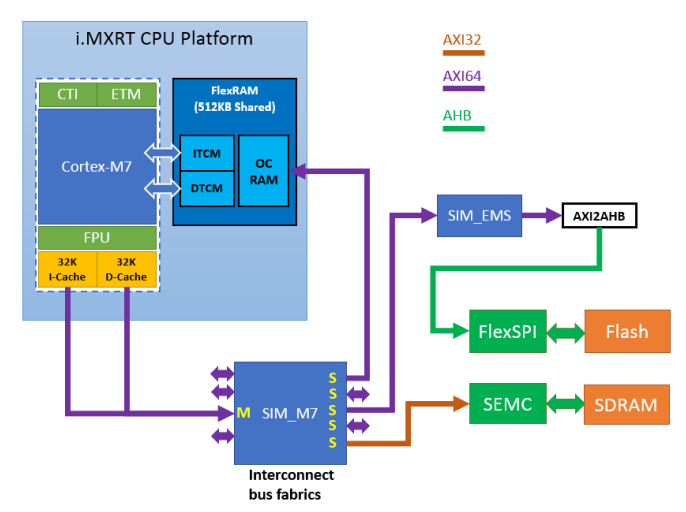 i.MXRT CPU Platform
AXI32
AXI64
AHB
CTI
ETM
FlexRAM
(512KB Shared)
Cortex-M7
ITCM
DTCM
OC
RAM
FPU
32K
I-Cache
32K
D-Cache
SIM_EMS
AXI2AHB
FlexSPI
Flash
SEMC
SDRAM
M
SIM_M7
S
S
S
S
S
Interconnect
bus fabrics